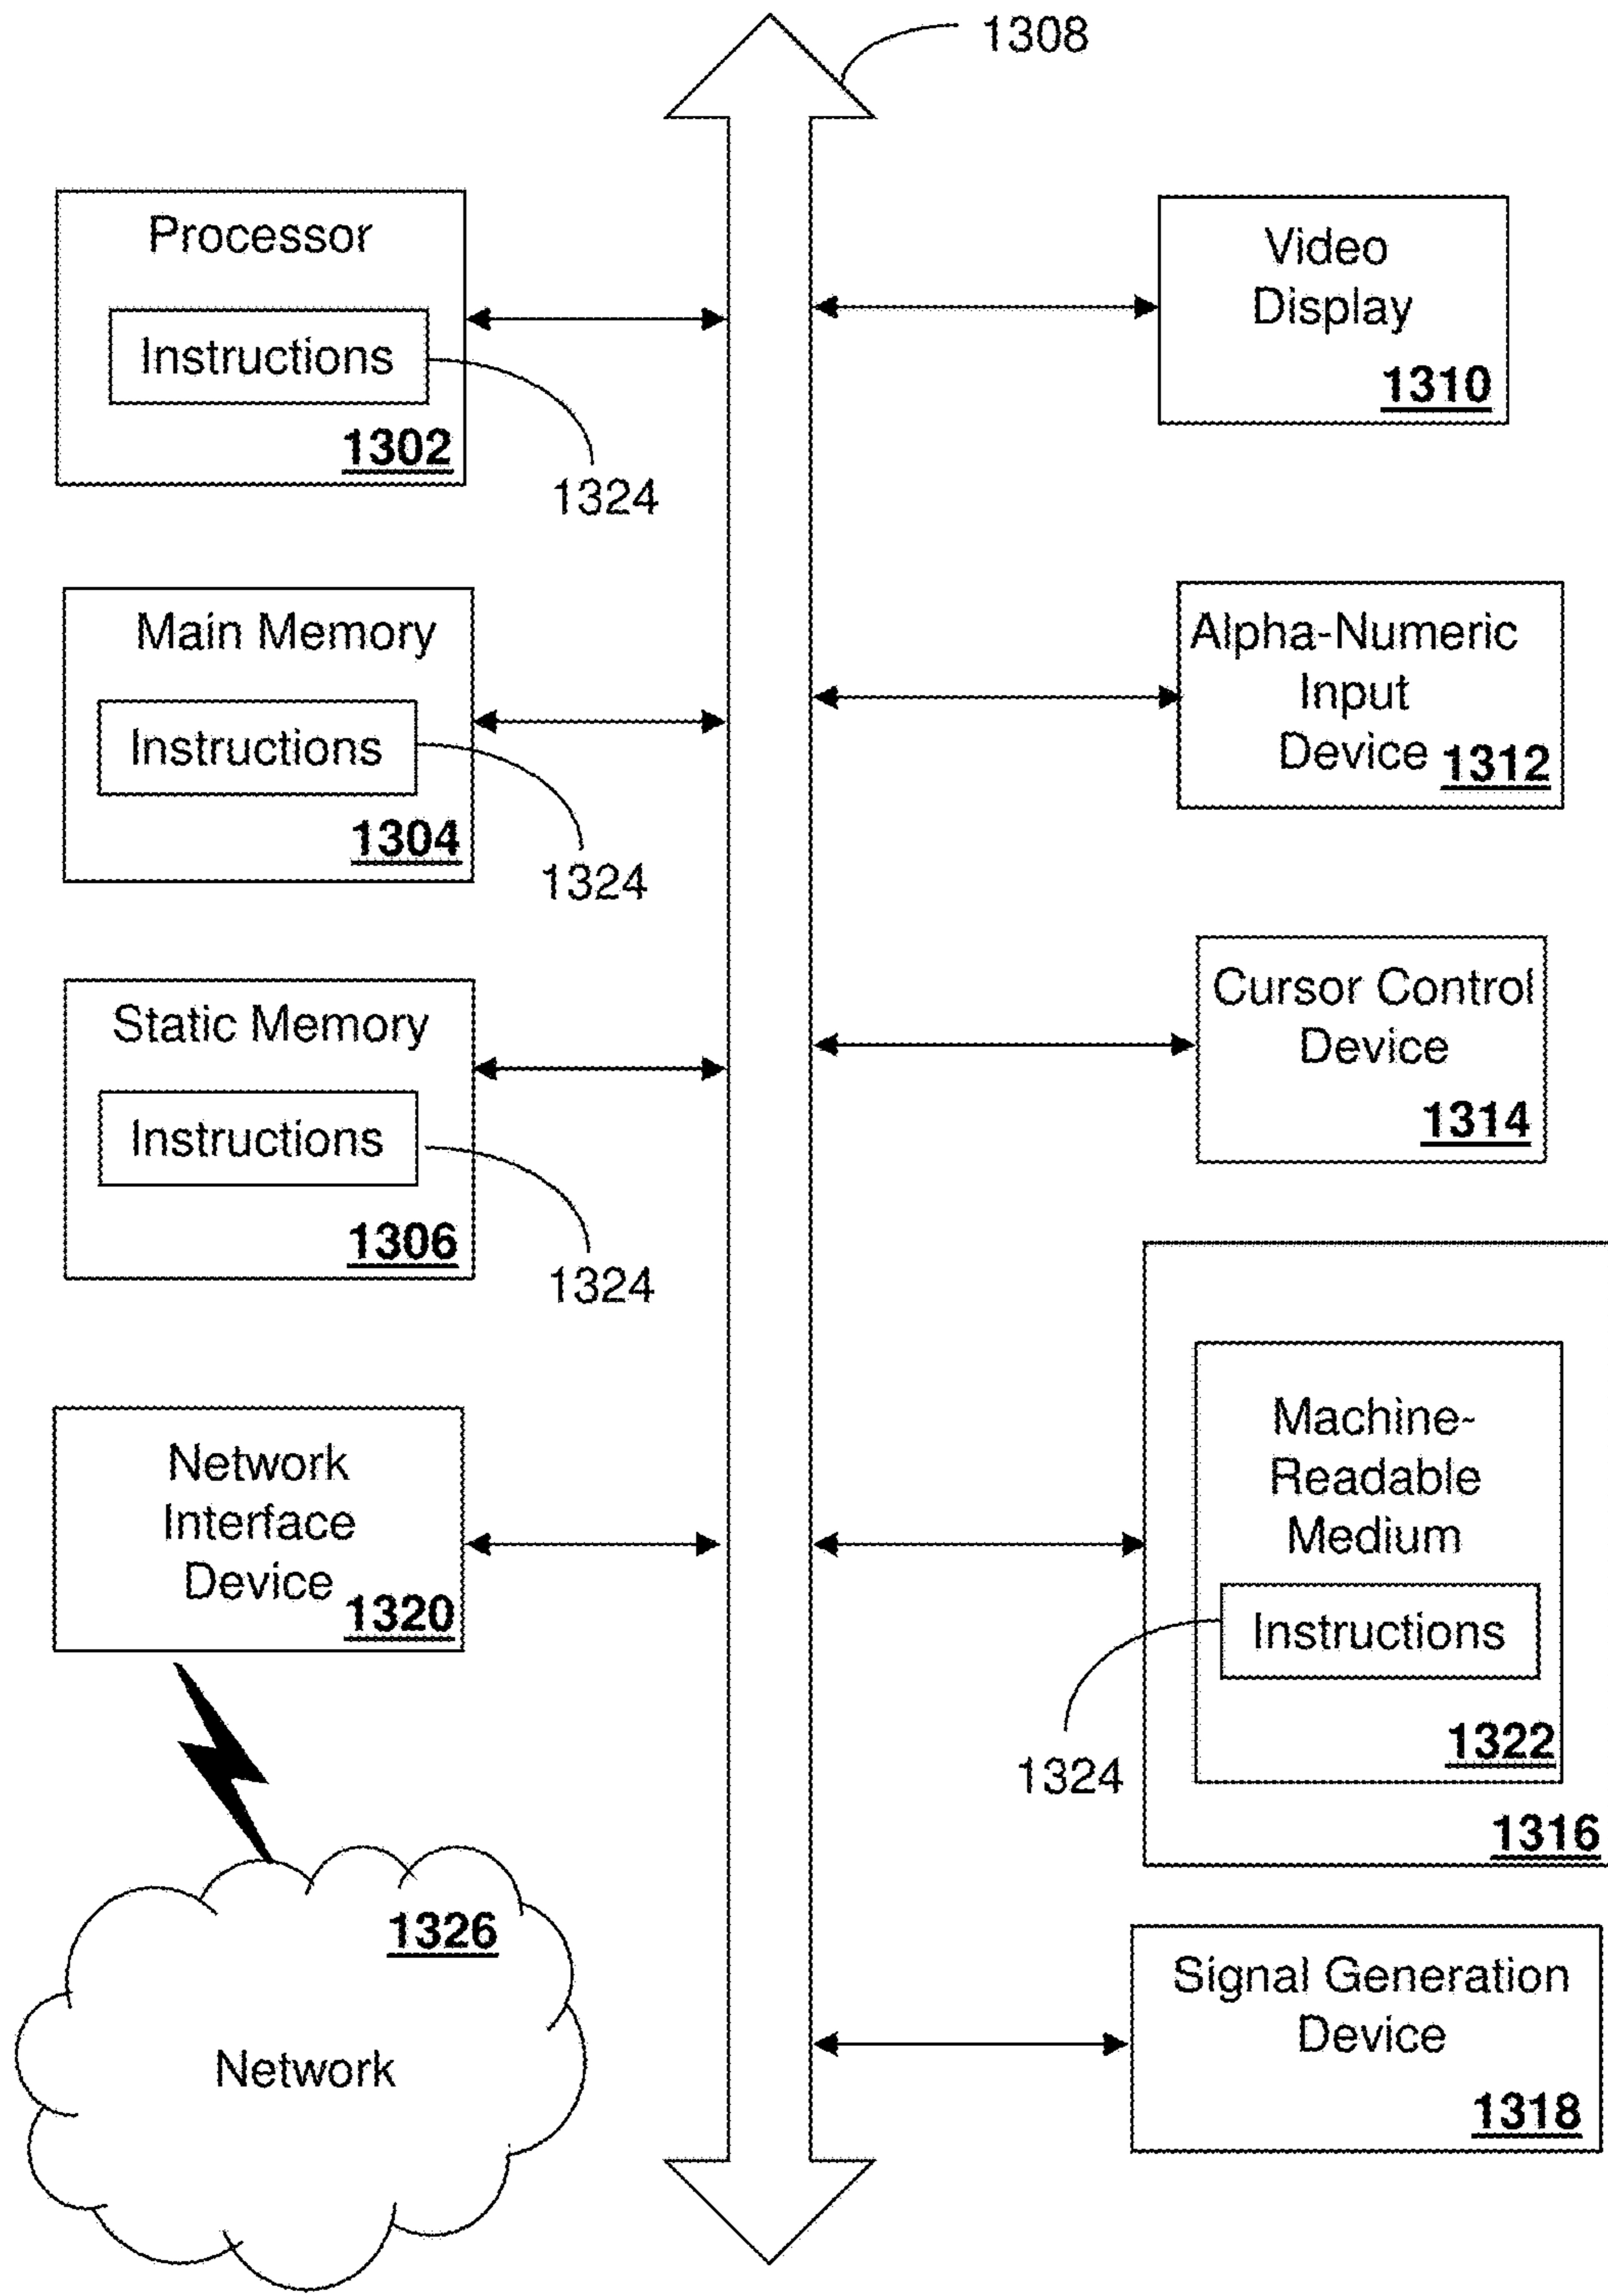 1308
Processor
Instructions
1302
1324
Main Memory
Instructions
1304
1324
Static Memory
Instructions
1306
1324
Network
Interface
Device
1320
1326
Network
Video
Display
1310
Alpha-Numeric
Input
Device
1312
Cursor Control
Device
1314
Machine-
Readable
Medium
Instructions
1322
1324
1316
Signal Generation
Device
1318